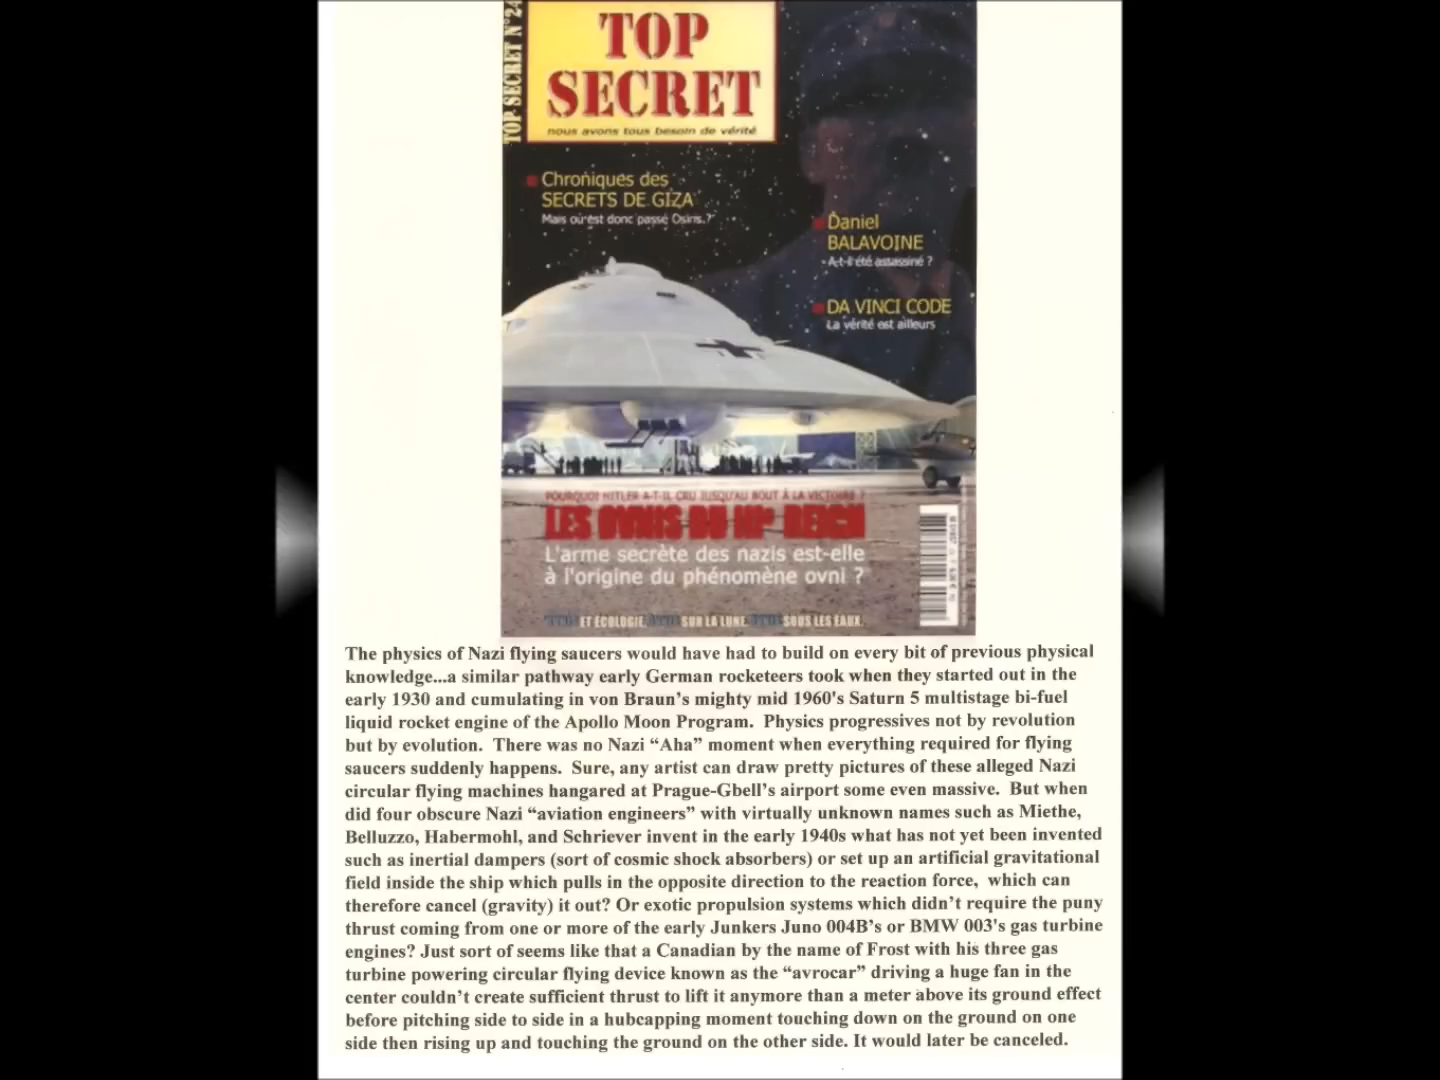 TOP SECRET N°24
TOP
SECRET
nous avons tous besoin de vérité
Chroniques des
SECRETS DE GIZA
Mais où est donc passé Osiris ?
Daniel
BALAVOINE
A-t-il été assassiné ?
DA VINCI CODE
La vérité est ailleurs
POURQUOI HITLER A-T-IL CRU JUSQU'AU BOUT À LA VICTOIRE ?
LES OVNIS DU IIIe REICH
L'arme secrète des nazis est-elle
à l'origine du phénomène ovni ?
ET ÉCOLOGIE SUR LA LUNE SOUS LES EAUX
The physics of Nazi flying saucers would have had to build on every bit of previous physical
knowledge...a similar pathway early German rocketeers took when they started out in the
early 1930 and cumulating in von Braun's mighty mid 1960's Saturn 5 multistage bi-fuel
liquid rocket engine of the Apollo Moon Program.  Physics progressives not by revolution
but by evolution.  There was no Nazi “Aha” moment when everything required for flying
saucers suddenly happens.  Sure, any artist can draw pretty pictures of these alleged Nazi
circular flying machines hangared at Prague-Gbell's airport some even massive.  But when
did four obscure Nazi “aviation engineers” with virtually unknown names such as Miethe,
Belluzzo, Habermohl, and Schriever invent in the early 1940s what has not yet been invented
such as inertial dampers (sort of cosmic shock absorbers) or set up an artificial gravitational
field inside the ship which pulls in the opposite direction to the reaction force,  which can
therefore cancel (gravity) it out? Or exotic propulsion systems which didn't require the puny
thrust coming from one or more of the early Junkers Juno 004B's or BMW 003's gas turbine
engines? Just sort of seems like that a Canadian by the name of Frost with his three gas
turbine powering circular flying device known as the “avrocar” driving a huge fan in the
center couldn't create sufficient thrust to lift it anymore than a meter above its ground effect
before pitching side to side in a hubcapping moment touching down on the ground on one
side then rising up and touching the ground on the other side. It would later be canceled.